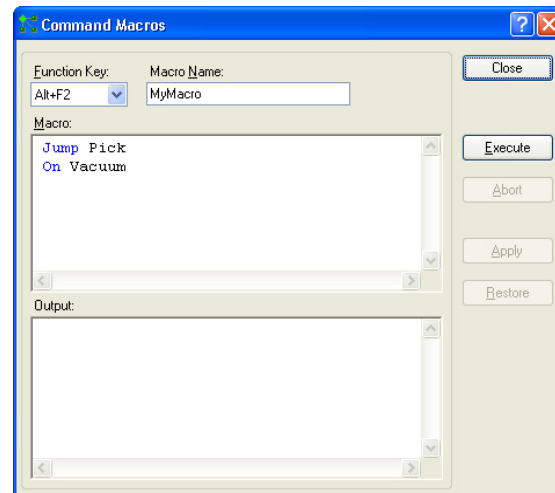 Command Macros
Function Key:
Macro Name:
Close
Alt+F2
MyMacro
Macro:
Jump Pick
On Vacuum
Execute
Abort
Apply
Restore
Output: